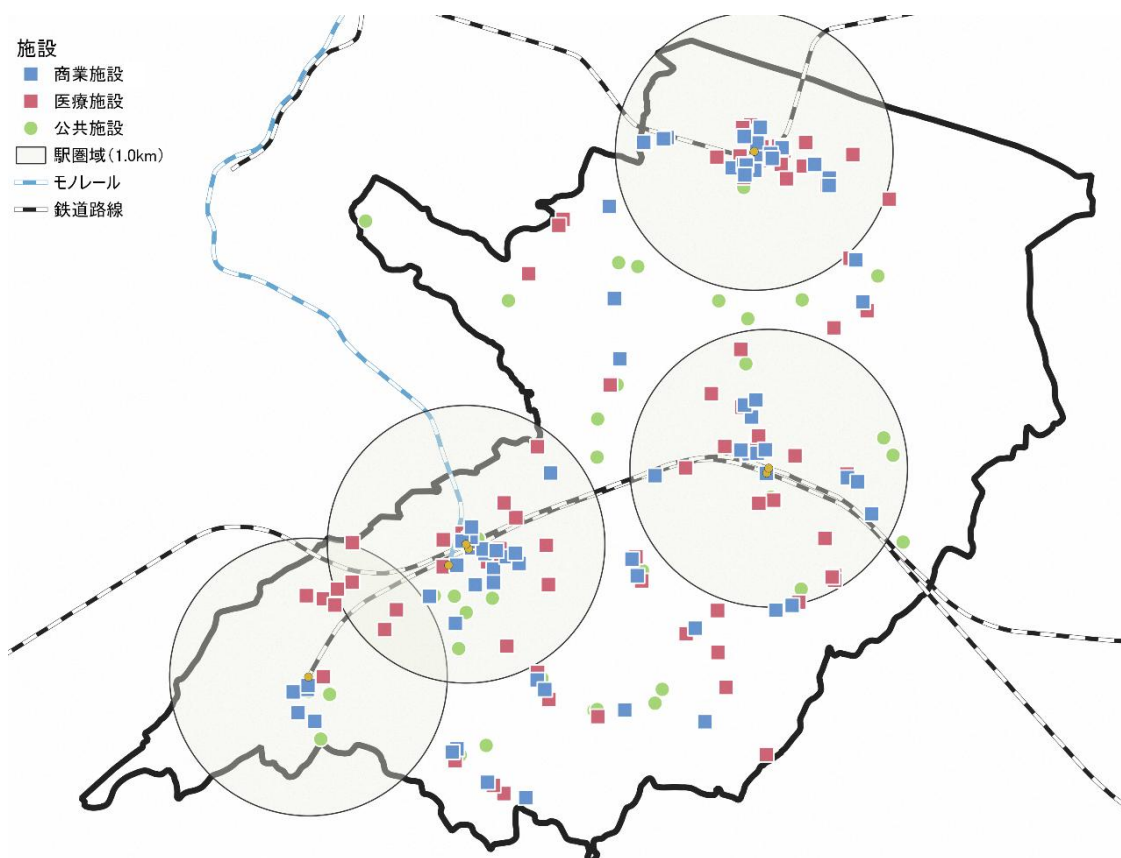 施設
商業施設
医療施設
公共施設
駅圏域(1.0km)
モノレール
鉄道路線